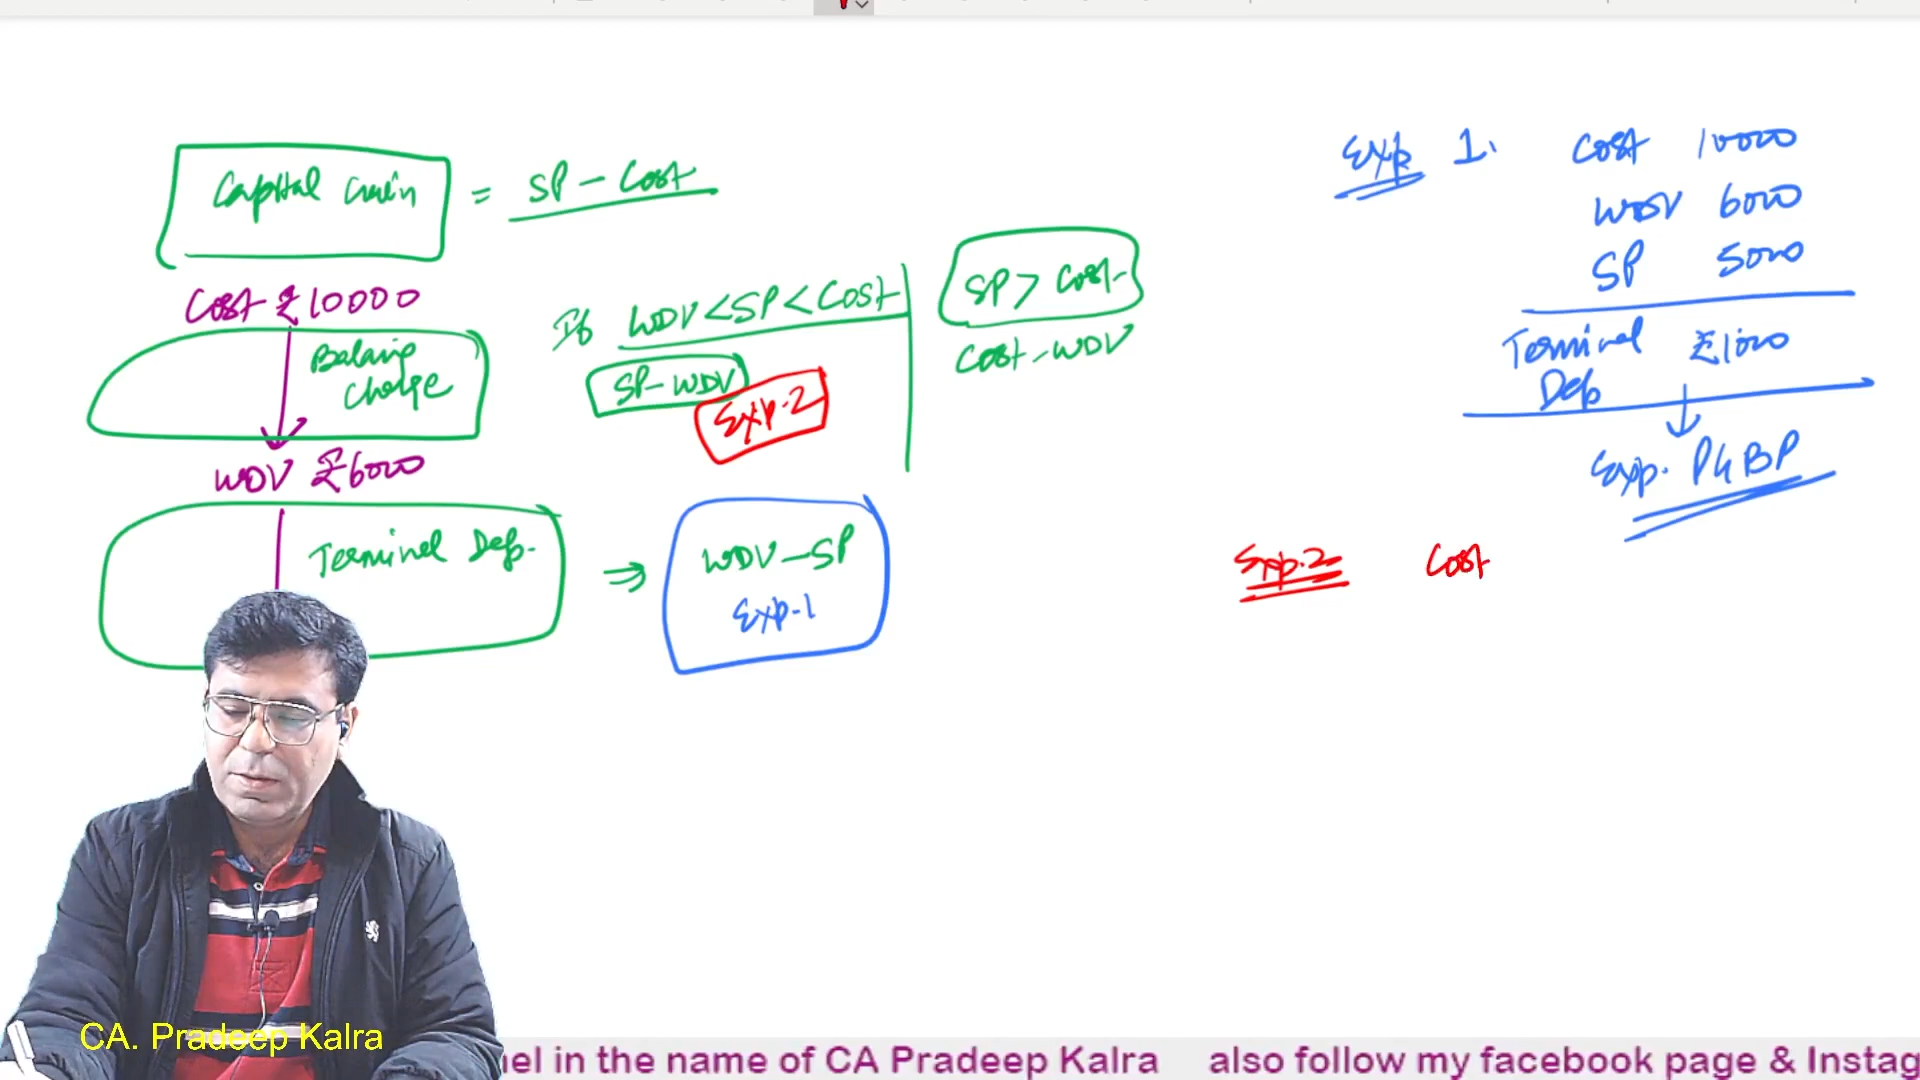 Capital Gain = SP - Cost
Cost ₹10000
Balancing
Charge
WDV ₹6000
Terminal Dep.
If WDV < SP < Cost
SP - WDV
Exp. 2
SP > Cost
Cost - WDV
⇒ WDV - SP
Exp - 1
Exp 1. Cost 10000
WDV 6000
SP 5000
Terminal ₹1000
Dep
Exp. PGBP
Exp. 2 Cost
CA. Pradeep Kalra
nel in the name of CA Pradeep Kalra also follow my facebook page & Instag